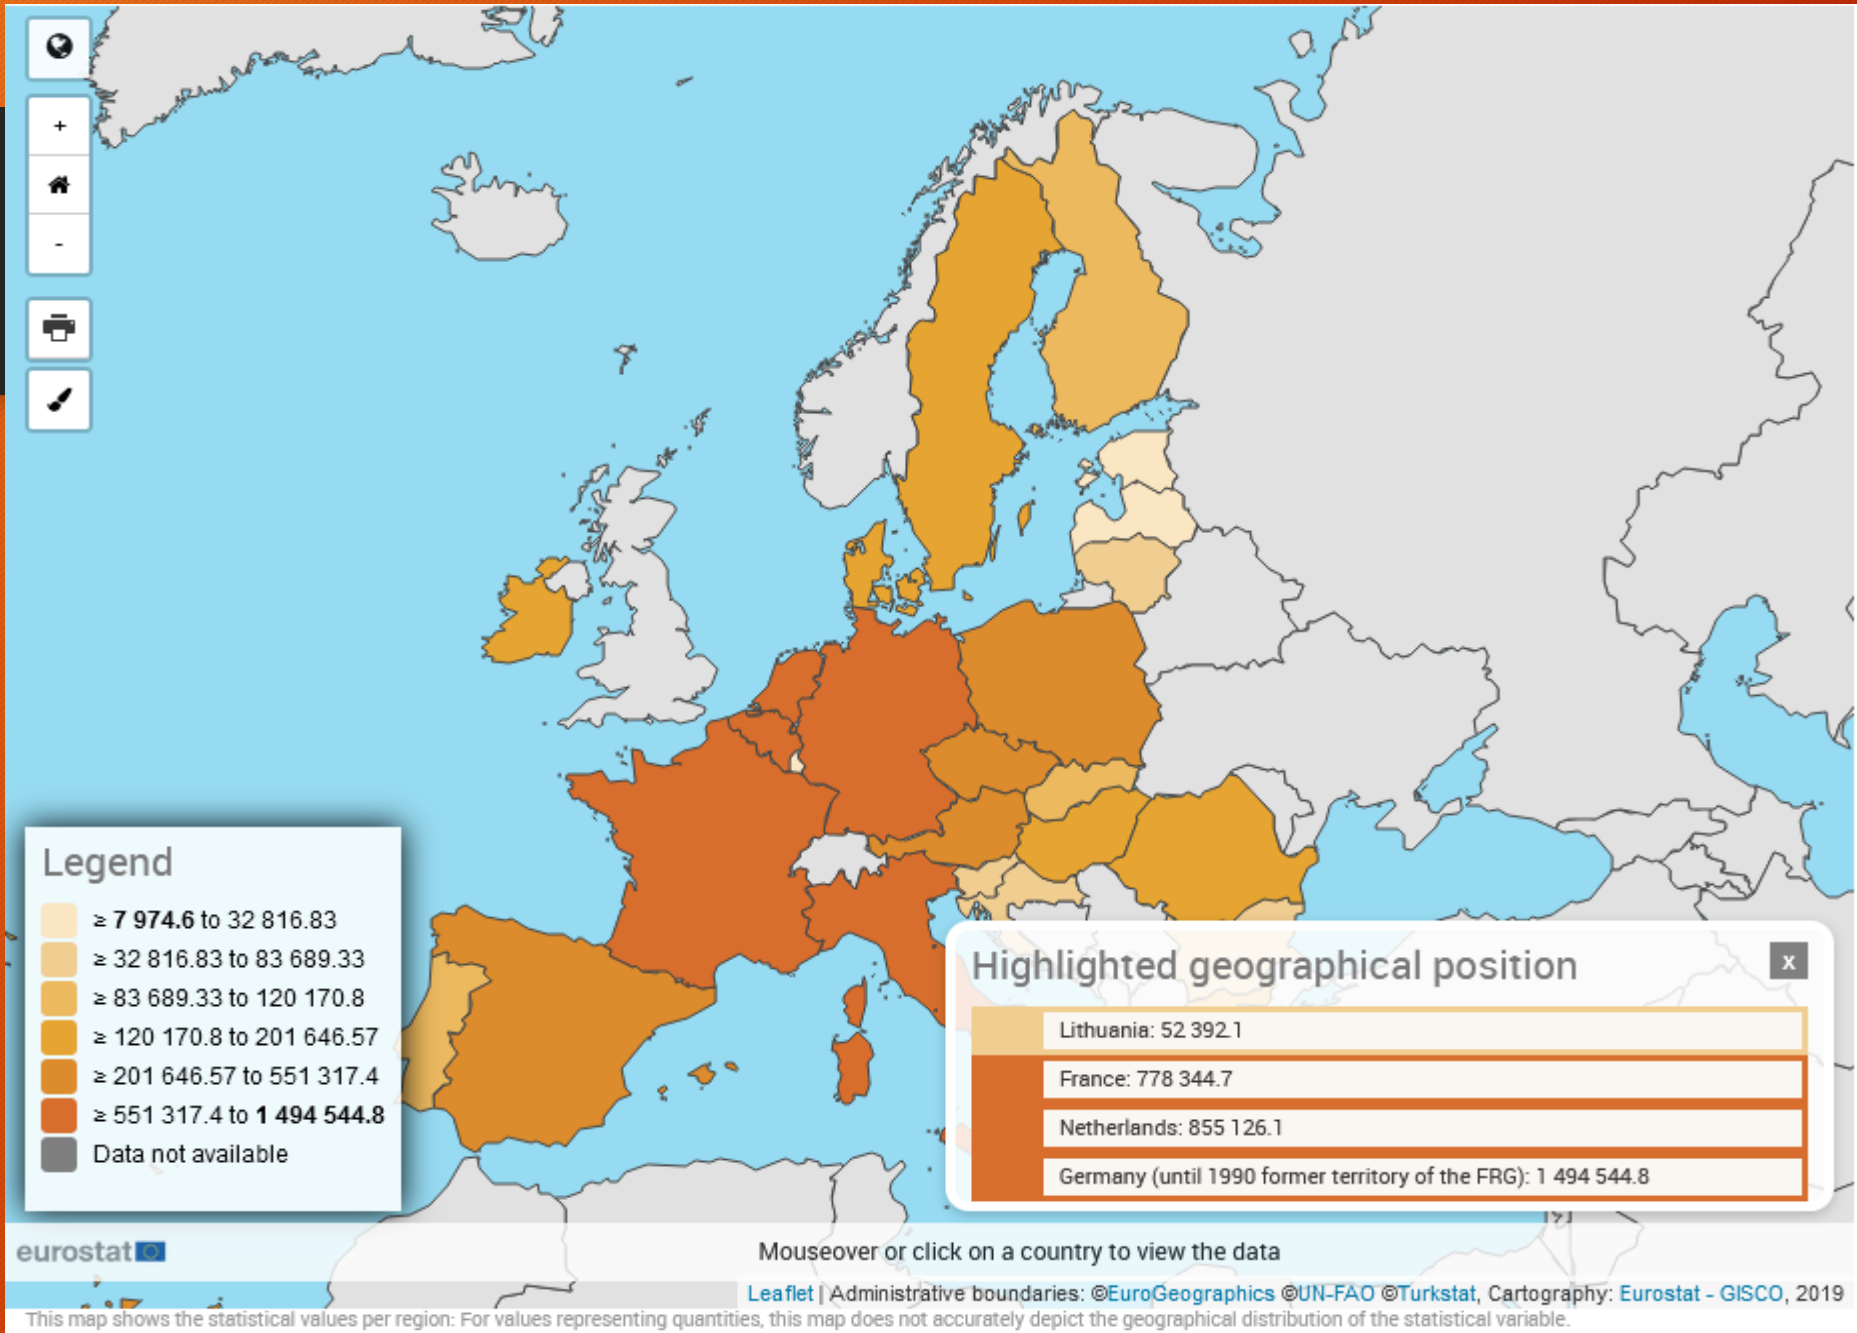 +
-
Legend
≥ 7 974.6 to 32 816.83
≥ 32 816.83 to 83 689.33
≥ 83 689.33 to 120 170.8
≥ 120 170.8 to 201 646.57
≥ 201 646.57 to 551 317.4
≥ 551 317.4 to 1 494 544.8
Data not available
Highlighted geographical position
x
Lithuania: 52 392.1
France: 778 344.7
Netherlands: 855 126.1
Germany (until 1990 former territory of the FRG): 1 494 544.8
eurostat
Mouseover or click on a country to view the data
Leaflet | Administrative boundaries: ©EuroGeographics ©UN-FAO ©Turkstat, Cartography: Eurostat - GISCO, 2019
This map shows the statistical values per region: For values representing quantities, this map does not accurately depict the geographical distribution of the statistical variable.